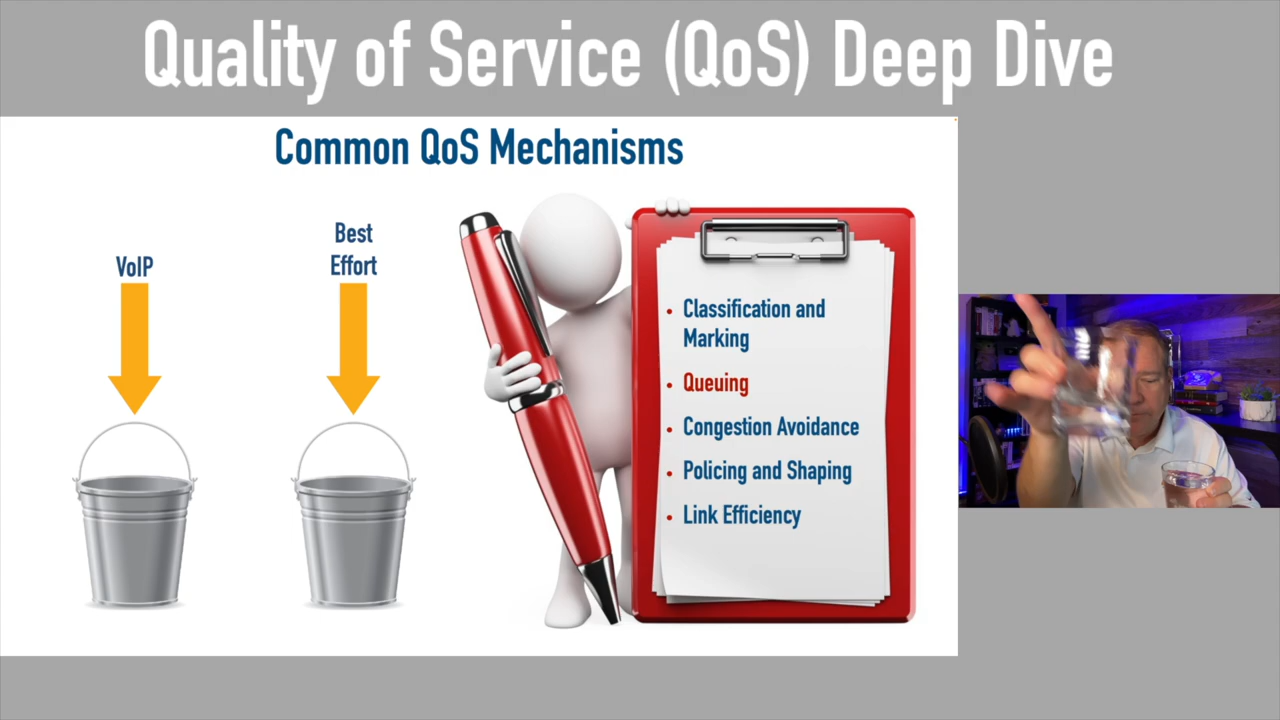 Quality of Service (QoS) Deep Dive
Common QoS Mechanisms
VoIP
Best
Effort
• Classification and
Marking
• Queuing
• Congestion Avoidance
• Policing and Shaping
• Link Efficiency